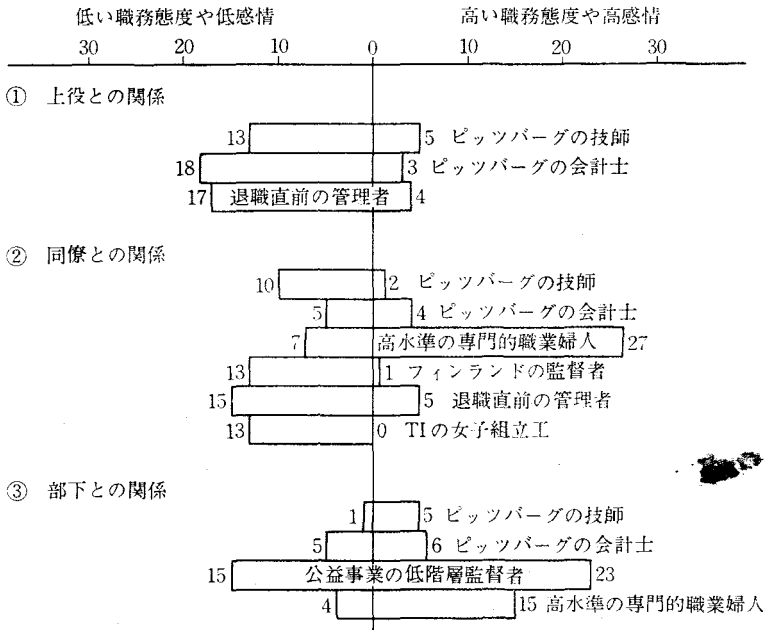 低い職務態度や低感情 高い職務態度や高感情
30 20 10 0 10 20 30
① 上役との関係
13 5 ピッツバーグの技師
18 3 ピッツバーグの会計士
17 退職直前の管理者 4
② 同僚との関係
10 2 ピッツバーグの技師
5 4 ピッツバーグの会計士
7 高水準の専門的職業婦人 27
13 1 フィンランドの監督者
15 5 退職直前の管理者
13 0 TIの女子組立工
③ 部下との関係
1 5 ピッツバーグの技師
5 6 ピッツバーグの会計士
15 公益事業の低階層監督者 23
4 15 高水準の専門的職業婦人